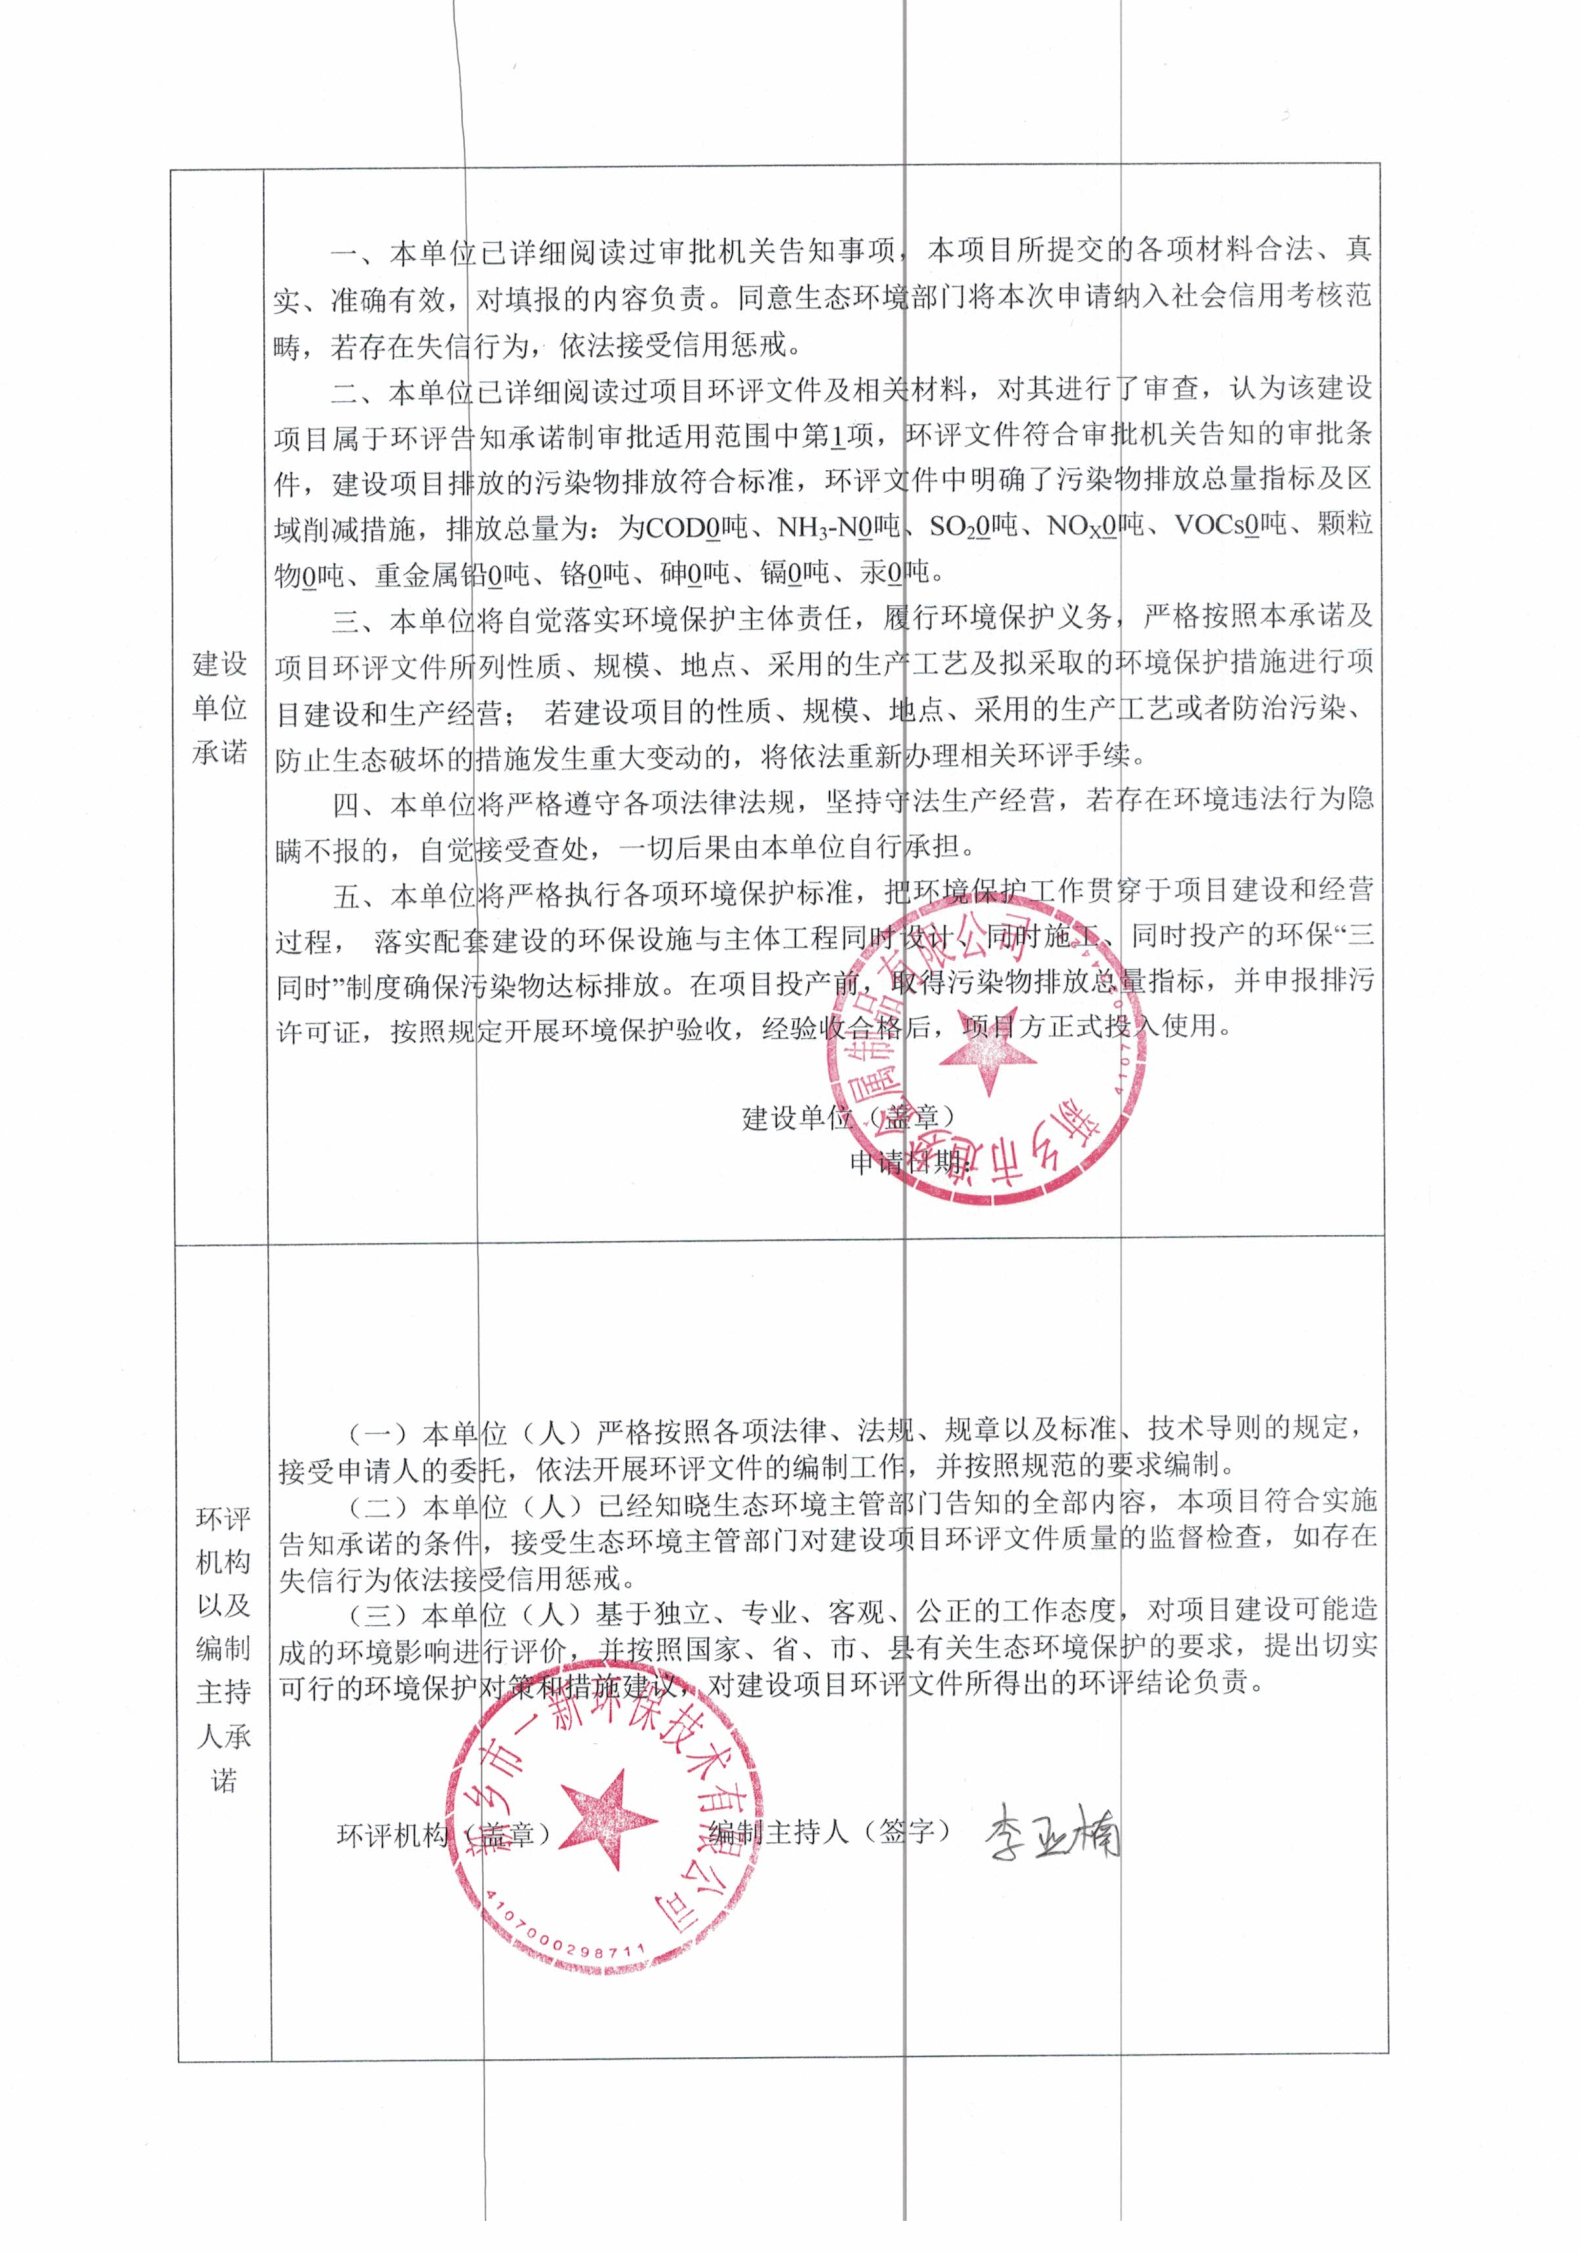 建设
单位
承诺
一、本单位已详细阅读过审批机关告知事项，本项目所提交的各项材料合法、真
实、准确有效，对填报的内容负责。同意生态环境部门将本次申请纳入社会信用考核范
畴，若存在失信行为，依法接受信用惩戒。
二、本单位已详细阅读过项目环评文件及相关材料，对其进行了审查，认为该建设
项目属于环评告知承诺制审批适用范围中第1项，环评文件符合审批机关告知的审批条
件，建设项目排放的污染物排放符合标准，环评文件中明确了污染物排放总量指标及区
域削减措施，排放总量为：为COD0吨、NH₃-N0吨、SO₂0吨、NOX0吨、VOCs0吨、颗粒
物0吨、重金属铅0吨、铬0吨、砷0吨、镉0吨、汞0吨。
三、本单位将自觉落实环境保护主体责任，履行环境保护义务，严格按照本承诺及
项目环评文件所列性质、规模、地点、采用的生产工艺及拟采取的环境保护措施进行项
目建设和生产经营； 若建设项目的性质、规模、地点、采用的生产工艺或者防治污染、
防止生态破坏的措施发生重大变动的，将依法重新办理相关环评手续。
四、本单位将严格遵守各项法律法规，坚持守法生产经营，若存在环境违法行为隐
瞒不报的，自觉接受查处，一切后果由本单位自行承担。
五、本单位将严格执行各项环境保护标准，把环境保护工作贯穿于项目建设和经营
过程， 落实配套建设的环保设施与主体工程同时设计、同时施工、同时投产的环保“三
同时”制度确保污染物达标排放。在项目投产前，取得污染物排放总量指标，并申报排污
许可证，按照规定开展环境保护验收，经验收合格后，项目方正式投入使用。
建设单位（盖章）
申请日期：
金属制品有限公司
环评
机构
以及
编制
主持
人承
诺
（一）本单位（人）严格按照各项法律、法规、规章以及标准、技术导则的规定，
接受申请人的委托，依法开展环评文件的编制工作，并按照规范的要求编制。
（二）本单位（人）已经知晓生态环境主管部门告知的全部内容，本项目符合实施
告知承诺的条件，接受生态环境主管部门对建设项目环评文件质量的监督检查，如存在
失信行为依法接受信用惩戒。
（三）本单位（人）基于独立、专业、客观、公正的工作态度，对项目建设可能造
成的环境影响进行评价，并按照国家、省、市、县有关生态环境保护的要求，提出切实
可行的环境保护对策和措施建议，对建设项目环评文件所得出的环评结论负责。
环评机构（盖章） 编制主持人（签字） 李亚楠
新乡市一新环保技术有限公司
4107000298711